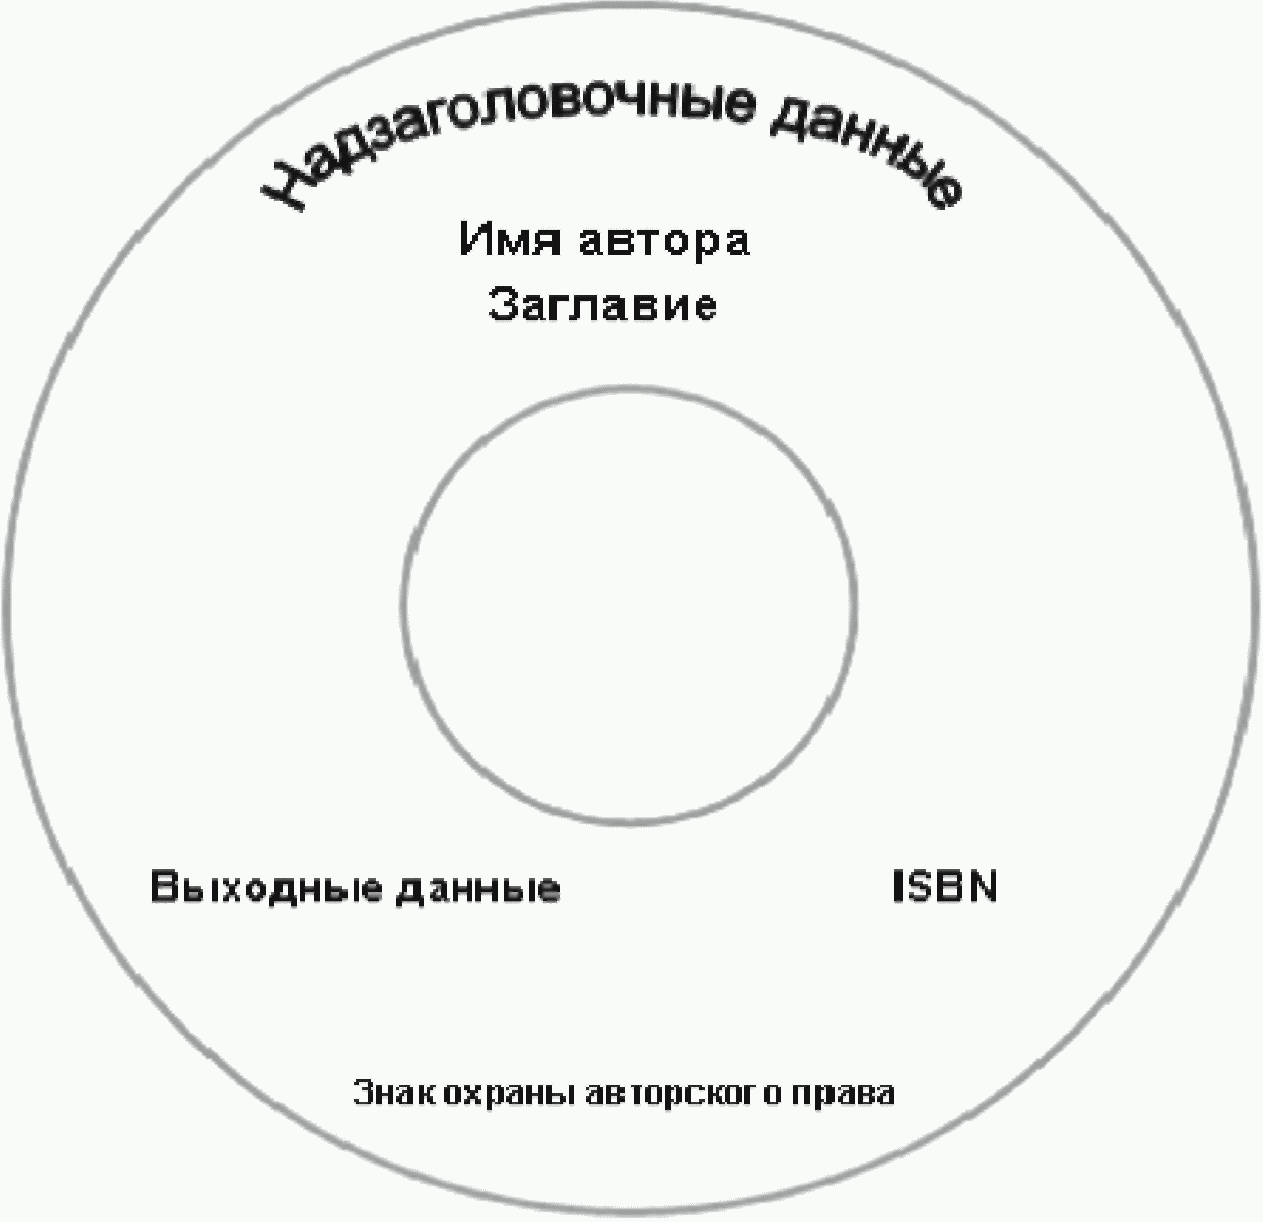 Надзаголовочные данные
Имя автора
Заглавие
Выходные данные
ISBN
Знак охраны авторского права